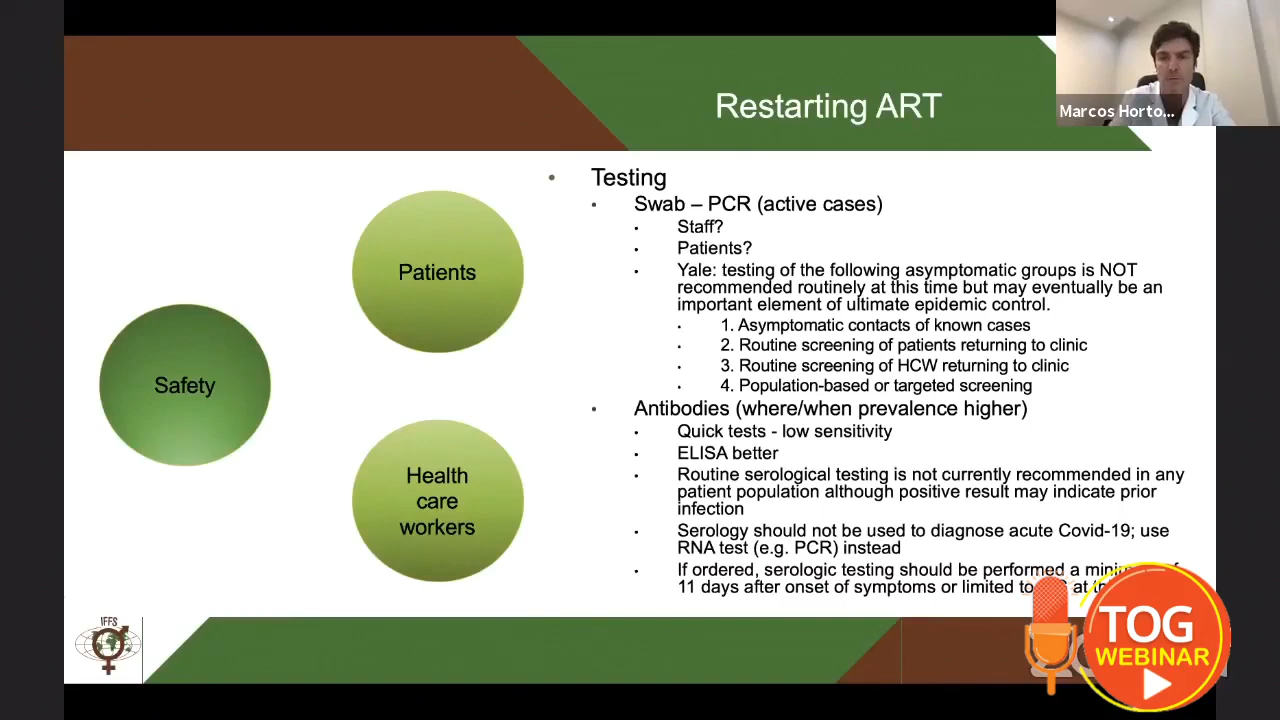 Restarting ART
Marcos Horto...
Testing
Swab – PCR (active cases)
Staff?
Patients?
Yale: testing of the following asymptomatic groups is NOT
recommended routinely at this time but may eventually be an
important element of ultimate epidemic control.
1. Asymptomatic contacts of known cases
2. Routine screening of patients returning to clinic
3. Routine screening of HCW returning to clinic
4. Population-based or targeted screening
Antibodies (where/when prevalence higher)
Quick tests - low sensitivity
ELISA better
Routine serological testing is not currently recommended in any
patient population although positive result may indicate prior
infection
Serology should not be used to diagnose acute Covid-19; use
RNA test (e.g. PCR) instead
If ordered, serologic testing should be performed a
11 days after onset of symptoms or limited to at
Patients
Safety
Health
care
workers
IFFS
TOG
WEBINAR